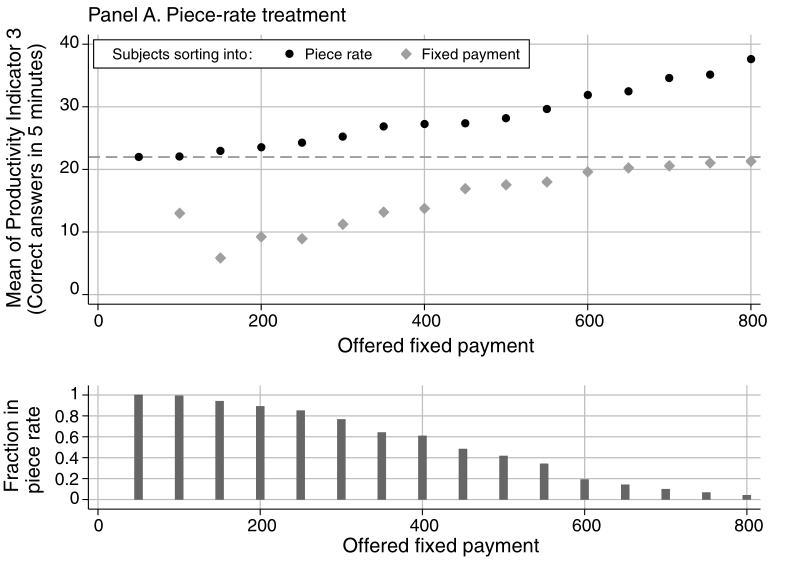 Panel A. Piece-rate treatment
Mean of Productivity Indicator 3
(Correct answers in 5 minutes)
40
30
20
10
0
Subjects sorting into:
Piece rate
Fixed payment
0
200
400
600
800
Offered fixed payment
Fraction in
piece rate
1
0.8
0.6
0.4
0.2
0
0
200
400
600
800
Offered fixed payment